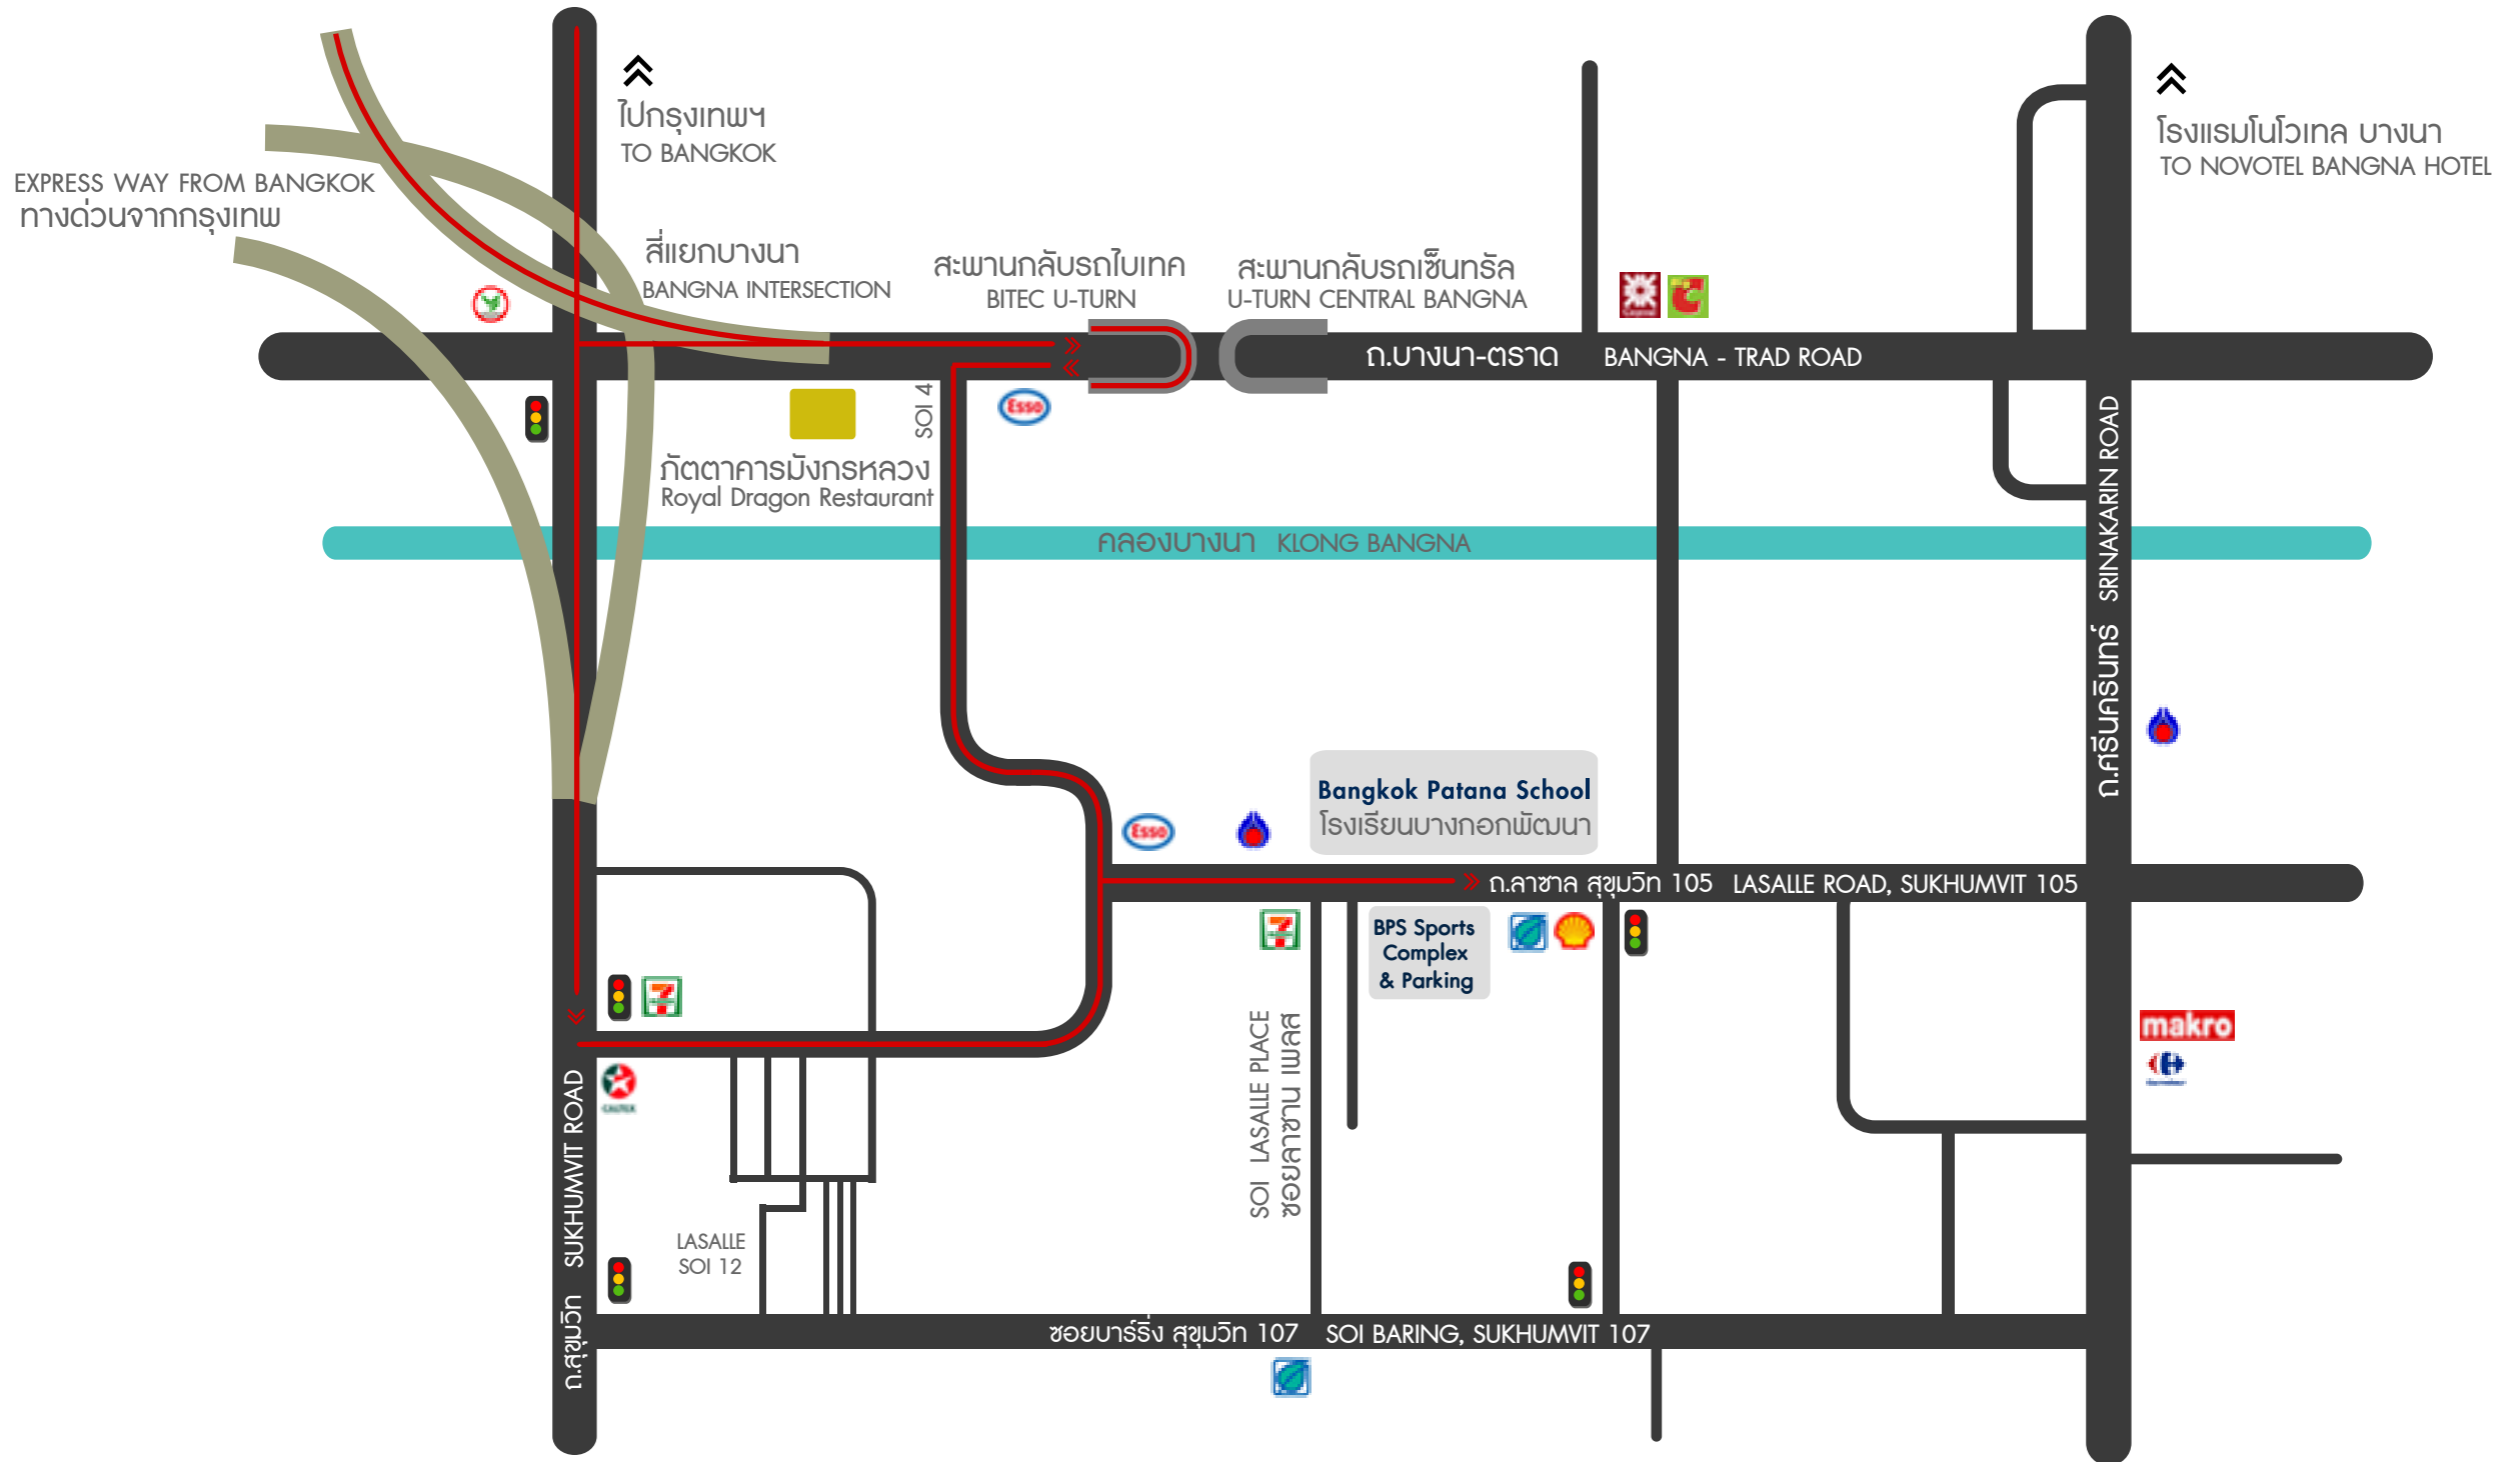 ไปกรุงเทพฯ
TO BANGKOK
โรงแรมโนโวเทล บางนา
TO NOVOTEL BANGNA HOTEL
EXPRESS WAY FROM BANGKOK
ทางด่วนจากกรุงเทพ
สี่แยกบางนา
BANGNA INTERSECTION
สะพานกลับรถไบเทค
BITEC U-TURN
สะพานกลับรถเซ็นทรัล
U-TURN CENTRAL BANGNA
ถ.บางนา-ตราด BANGNA - TRAD ROAD
SOI 4
Esso
ภัตตาคารมังกรหลวง
Royal Dragon Restaurant
คลองบางนา KLONG BANGNA
ถ.ศรีนครินทร์ SRINAKARIN ROAD
Bangkok Patana School
โรงเรียนบางกอกพัฒนา
Esso
ถ.ลาซาล สุขุมวิท 105 LASALLE ROAD, SUKHUMVIT 105
7
BPS Sports
Complex
& Parking
7
SOI LASALLE PLACE
ซอยลาซาน เพลส
makro
CALTEX
ถ.สุขุมวิท SUKHUMVIT ROAD
LASALLE
SOI 12
ซอยบาร์ริ่ง สุขุมวิท 107 SOI BARING, SUKHUMVIT 107